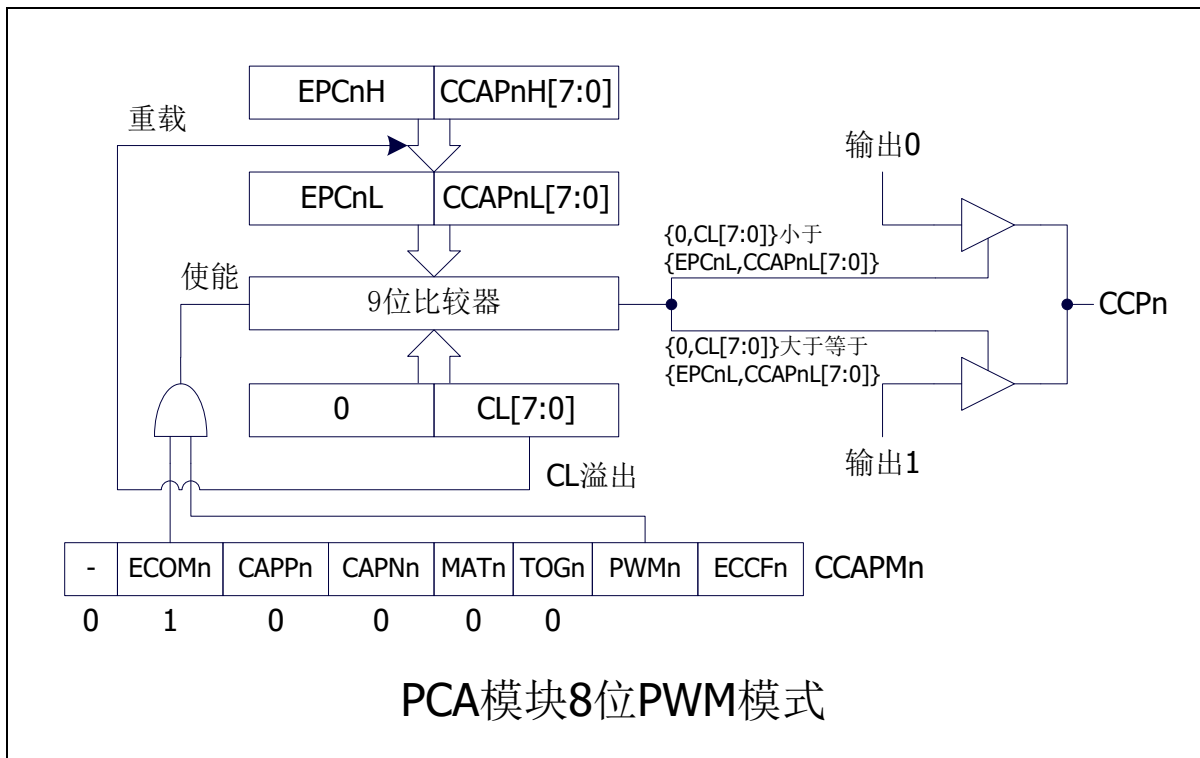 EPCnH CCAPnH[7:0]
重载
输出0
EPCnL CCAPnL[7:0]
{0,CL[7:0]}小于
{EPCnL,CCAPnL[7:0]}
使能
9位比较器
CCPn
{0,CL[7:0]}大于等于
{EPCnL,CCAPnL[7:0]}
0 CL[7:0]
输出1
CL溢出
- ECOMn CAPPn CAPNn MATn TOGn PWMn ECCFn CCAPMn
0 1 0 0 0 0
PCA模块8位PWM模式